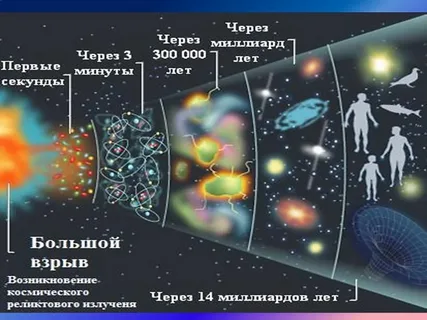 Первые
секунды
Через 3
минуты
Через
300 000
лет
Через
миллиард
лет
Большой
взрыв
Возникновение
космического
реликтового излученя
Через 14 миллиардов лет